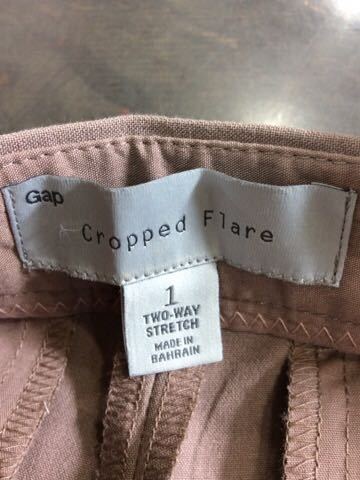 Gap
Cropped Flare
1
TWO-WAY
STRETCH
MADE IN
BAHRAIN